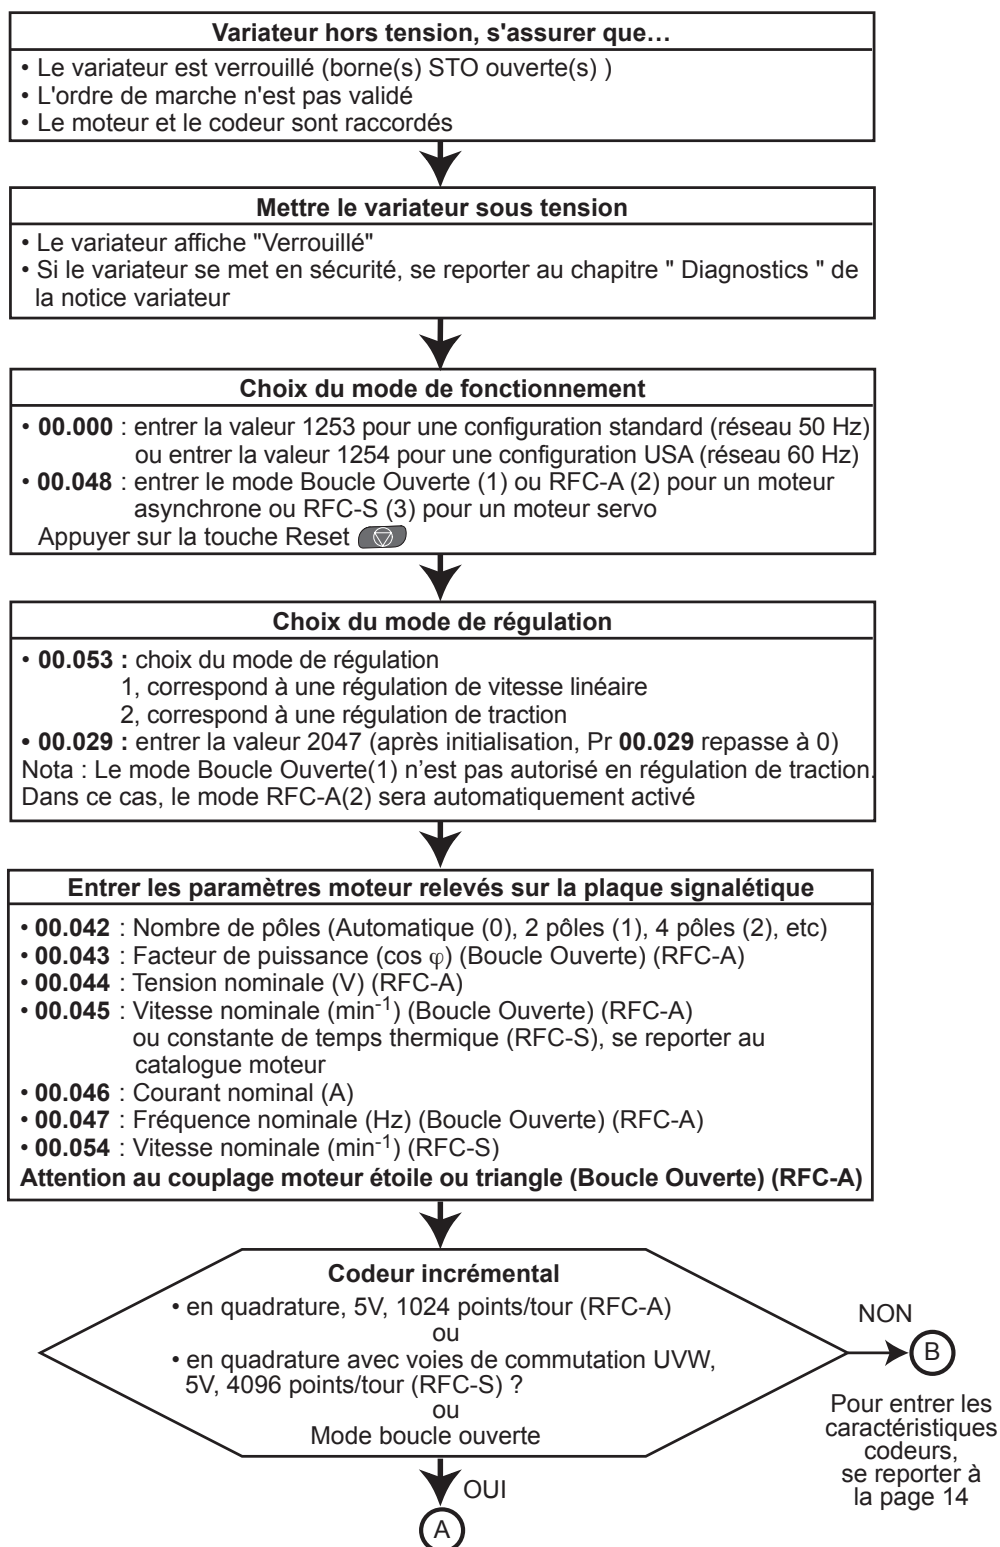 Variateur hors tension, s'assurer que…
• Le variateur est verrouillé (borne(s) STO ouverte(s) )
• L'ordre de marche n'est pas validé
• Le moteur et le codeur sont raccordés
Mettre le variateur sous tension
• Le variateur affiche "Verrouillé"
• Si le variateur se met en sécurité, se reporter au chapitre " Diagnostics " de
la notice variateur
Choix du mode de fonctionnement
• 00.000 : entrer la valeur 1253 pour une configuration standard (réseau 50 Hz)
ou entrer la valeur 1254 pour une configuration USA (réseau 60 Hz)
• 00.048 : entrer le mode Boucle Ouverte (1) ou RFC-A (2) pour un moteur
asynchrone ou RFC-S (3) pour un moteur servo
Appuyer sur la touche Reset
Choix du mode de régulation
• 00.053 : choix du mode de régulation
1, correspond à une régulation de vitesse linéaire
2, correspond à une régulation de traction
• 00.029 : entrer la valeur 2047 (après initialisation, Pr 00.029 repasse à 0)
Nota : Le mode Boucle Ouverte(1) n’est pas autorisé en régulation de traction.
Dans ce cas, le mode RFC-A(2) sera automatiquement activé
Entrer les paramètres moteur relevés sur la plaque signalétique
• 00.042 : Nombre de pôles (Automatique (0), 2 pôles (1), 4 pôles (2), etc)
• 00.043 : Facteur de puissance (cos φ) (Boucle Ouverte) (RFC-A)
• 00.044 : Tension nominale (V) (RFC-A)
• 00.045 : Vitesse nominale (min⁻¹) (Boucle Ouverte) (RFC-A)
ou constante de temps thermique (RFC-S), se reporter au
catalogue moteur
• 00.046 : Courant nominal (A)
• 00.047 : Fréquence nominale (Hz) (Boucle Ouverte) (RFC-A)
• 00.054 : Vitesse nominale (min⁻¹) (RFC-S)
Attention au couplage moteur étoile ou triangle (Boucle Ouverte) (RFC-A)
Codeur incrémental
• en quadrature, 5V, 1024 points/tour (RFC-A)
ou
• en quadrature avec voies de commutation UVW,
5V, 4096 points/tour (RFC-S) ?
ou
Mode boucle ouverte
NON
B
Pour entrer les
caractéristiques
codeurs,
se reporter à
la page 14
OUI
A